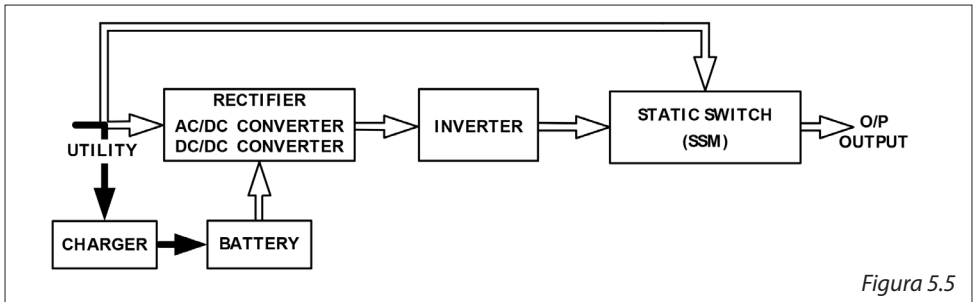 RECTIFIER
AC/DC CONVERTER
DC/DC CONVERTER
INVERTER
STATIC SWITCH
(SSM)
O/P
OUTPUT
UTILITY
CHARGER
BATTERY
Figura 5.5